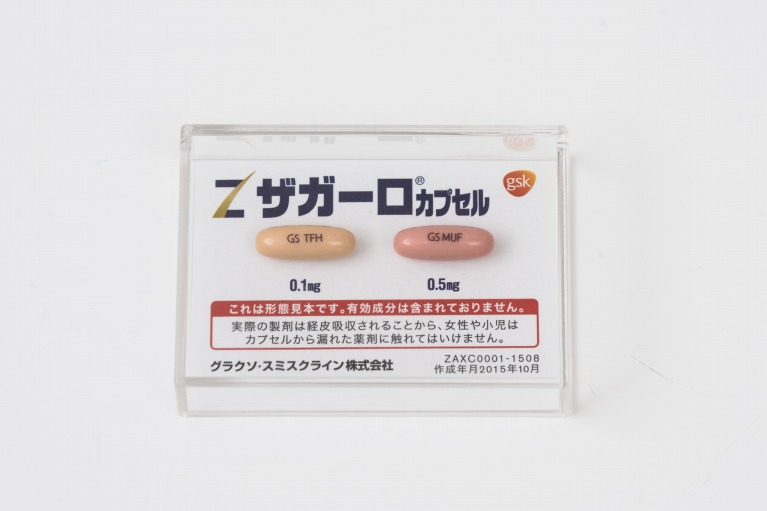 Z ザガーロ®カプセル
gsk
GS TFH
GS MUF
0.1mg
0.5mg
これは形態見本です。有効成分は含まれておりません。
実際の製剤は経皮吸収されることから、女性や小児は
カプセルから漏れた薬剤に触れてはいけません。
グラクソ・スミスクライン株式会社
ZAXC0001-1508
作成年月2015年10月